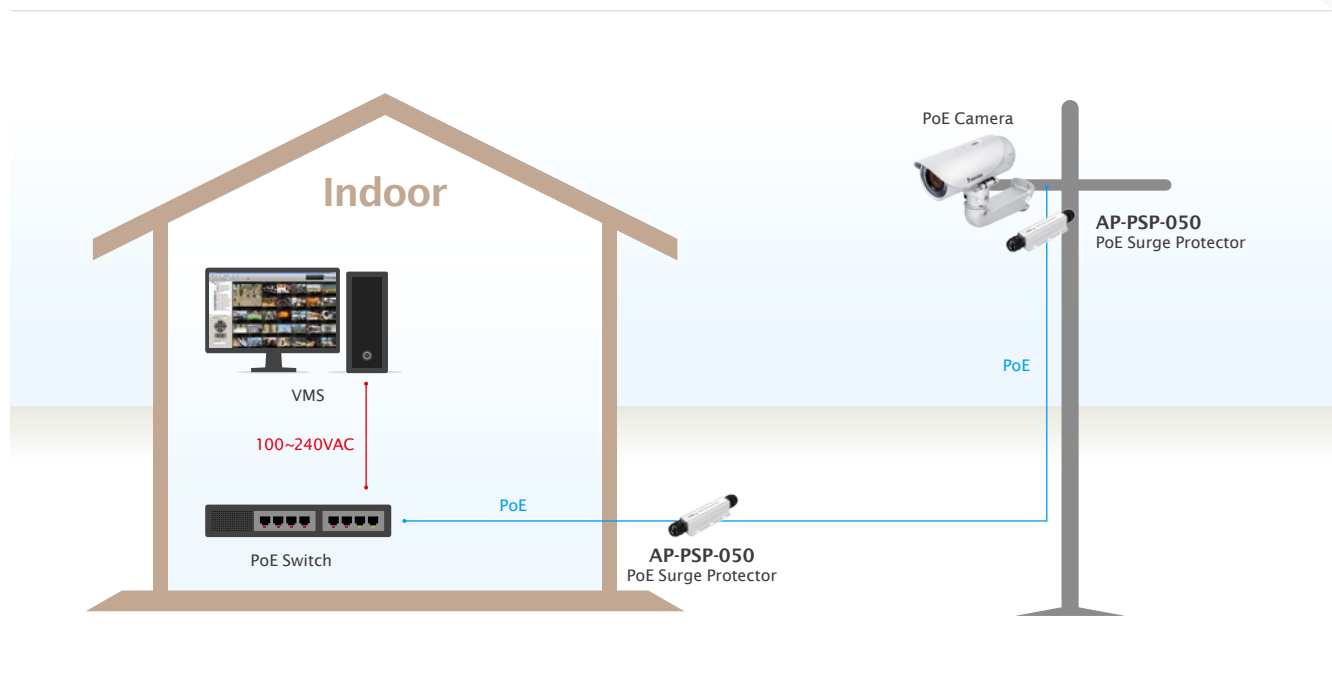 Indoor
PoE Camera
AP-PSP-050
PoE Surge Protector
VMS
100~240VAC
PoE
PoE
PoE Switch
AP-PSP-050
PoE Surge Protector